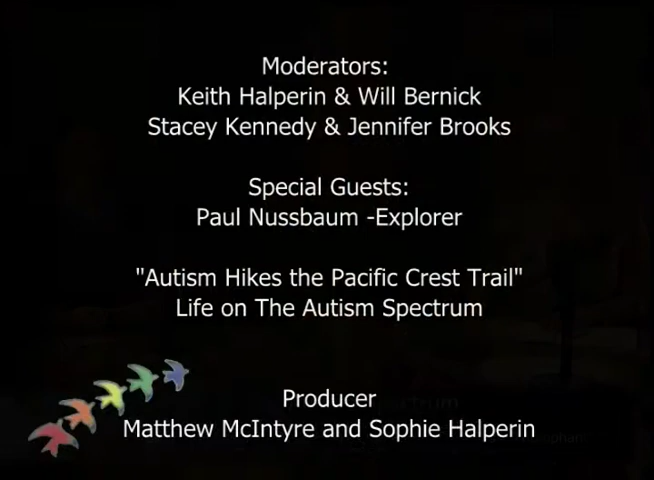 Moderators:
Keith Halperin & Will Bernick
Stacey Kennedy & Jennifer Brooks
Special Guests:
Paul Nussbaum -Explorer
"Autism Hikes the Pacific Crest Trail"
Life on The Autism Spectrum
Producer
Matthew McIntyre and Sophie Halperin